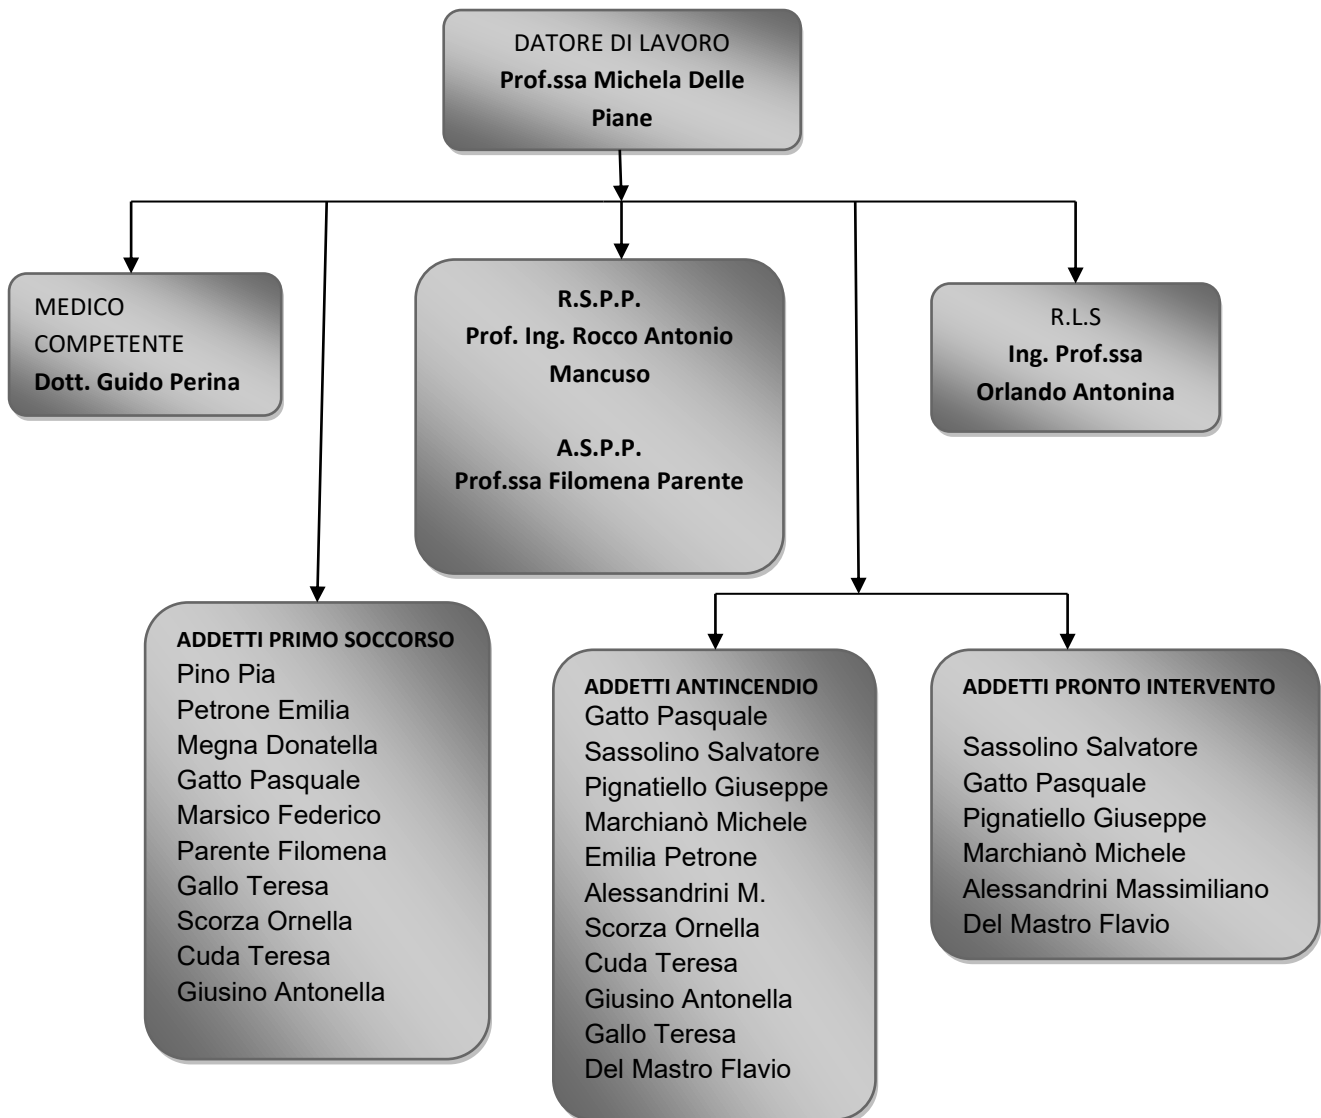 DATORE DI LAVORO
Prof.ssa Michela Delle
Piane
MEDICO
COMPETENTE
Dott. Guido Perina
R.S.P.P.
Prof. Ing. Rocco Antonio
Mancuso
A.S.P.P.
Prof.ssa Filomena Parente
R.L.S
Ing. Prof.ssa
Orlando Antonina
ADDETTI PRIMO SOCCORSO
Pino Pia
Petrone Emilia
Megna Donatella
Gatto Pasquale
Marsico Federico
Parente Filomena
Gallo Teresa
Scorza Ornella
Cuda Teresa
Giusino Antonella
ADDETTI ANTINCENDIO
Gatto Pasquale
Sassolino Salvatore
Pignatiello Giuseppe
Marchianò Michele
Emilia Petrone
Alessandrini M.
Scorza Ornella
Cuda Teresa
Giusino Antonella
Gallo Teresa
Del Mastro Flavio
ADDETTI PRONTO INTERVENTO
Sassolino Salvatore
Gatto Pasquale
Pignatiello Giuseppe
Marchianò Michele
Alessandrini Massimiliano
Del Mastro Flavio